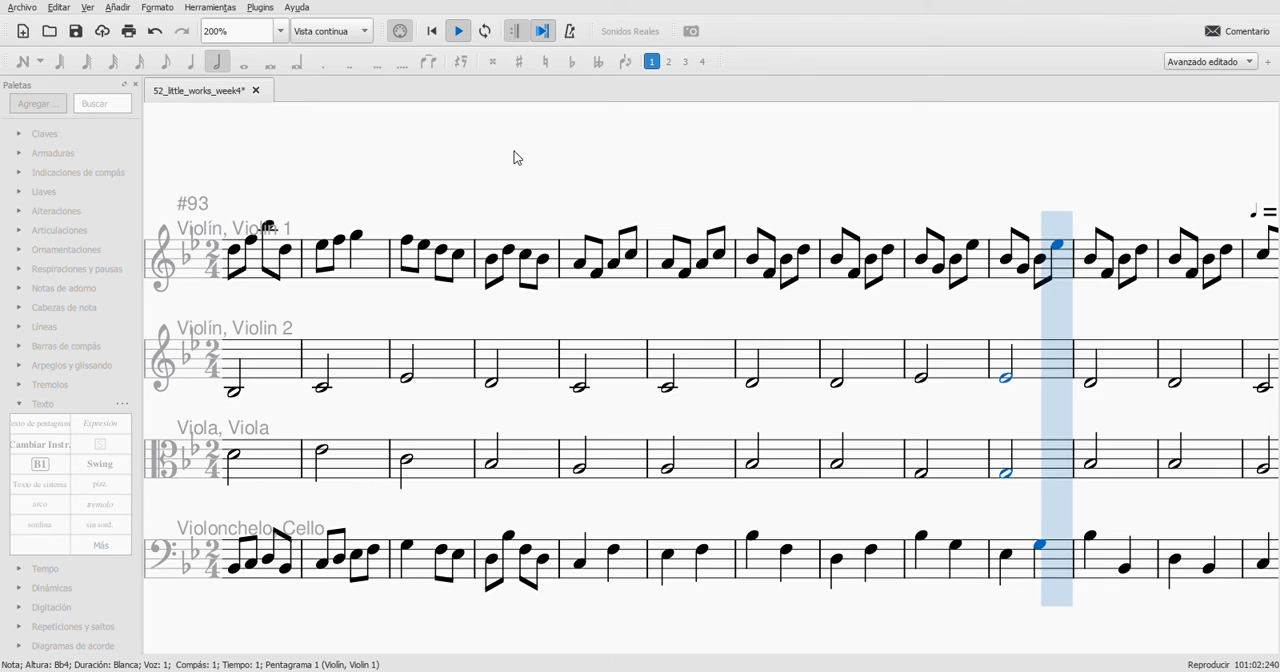 Archivo Editar Ver Añadir Formato Herramientas Plugins Ayuda
200% Vista continua Sonidos Reales Comentario
1 2 3 4 Avanzado editado +
Paletas
52_little_works_week4*
Agregar ... Buscar
Claves
Armaduras
Indicaciones de compás
Llaves
Alteraciones
Articulaciones
Ornamentaciones
Respiraciones y pausas
Notas de adorno
Cabezas de nota
Líneas
Barras de compás
Arpegios y glissando
Tremolos
Texto ...
exto de pentagram Expresión
Cambiar Instr. S
B1 Swing
Texto de sistema pizz.
arco tremolo
sordina sin sord.
Más
Tempo
Dinámicas
Digitación
Repeticiones y saltos
Diagramas de acorde
#93
Violín, Violin 1
Violín, Violin 2
Viola, Viola
Violonchelo, Cello
Nota; Altura: Bb4; Duración: Blanca; Voz: 1; Compás: 1; Tiempo: 1; Pentagrama 1 (Violín, Violin 1) Reproducir 101:02:240